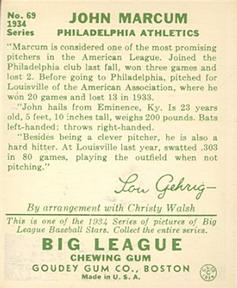 No. 69
1934
Series
JOHN MARCUM
PHILADELPHIA ATHLETICS
"Marcum is considered one of the most promising
pitchers in the American League. Joined the
Philadelphia club last fall, won three games and
lost 2. Before going to Philadelphia, pitched for
Louisville of the American Association, where he
won 20 games and lost 13 in 1933.
"John hails from Eminence, Ky. Is 23 years
old, 5 feet, 10 inches tall, weighs 200 pounds. Bats
left-handed; throws right-handed.
"Besides being a clever pitcher, he is also a
hard hitter. At Louisville last year, swatted .303
in 80 games, playing the outfield when not
pitching."
Lou Gehrig
By arrangement with Christy Walsh
This is one of the 1934 Series of pictures of Big
League Baseball Stars. Collect the entire series.
BIG LEAGUE
CHEWING GUM
GOUDEY GUM CO., BOSTON
Made in U. S. A.